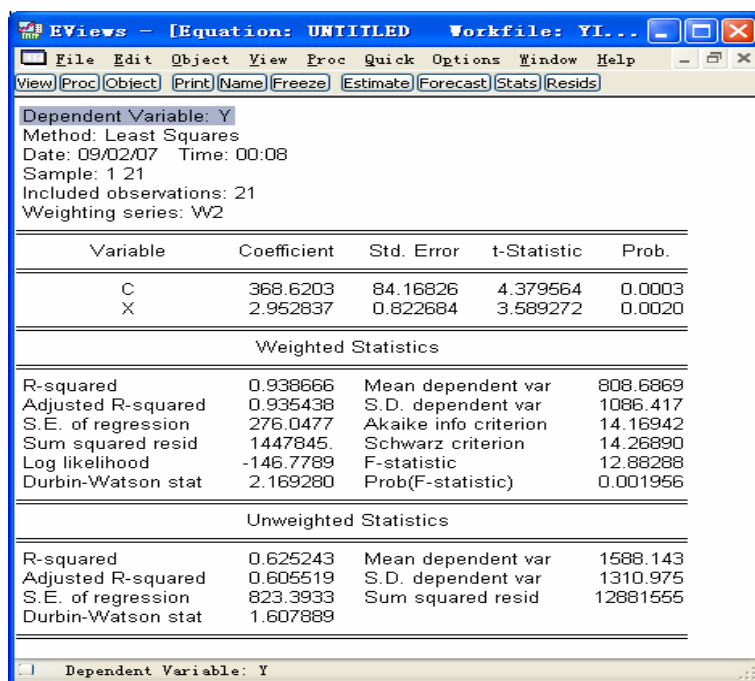 EViews - [Equation: UNTITLED Workfile: YI...
File Edit Object View Proc Quick Options Window Help
View Proc Object Print Name Freeze Estimate Forecast Stats Resids
Dependent Variable: Y
Method: Least Squares
Date: 09/02/07 Time: 00:08
Sample: 1 21
Included observations: 21
Weighting series: W2
Variable Coefficient Std. Error t-Statistic Prob.
C 368.6203 84.16826 4.379564 0.0003
X 2.952837 0.822684 3.589272 0.0020
Weighted Statistics
R-squared 0.938666 Mean dependent var 808.6869
Adjusted R-squared 0.935438 S.D. dependent var 1086.417
S.E. of regression 276.0477 Akaike info criterion 14.16942
Sum squared resid 1447845. Schwarz criterion 14.26890
Log likelihood -146.7789 F-statistic 12.88288
Durbin-Watson stat 2.169280 Prob(F-statistic) 0.001956
Unweighted Statistics
R-squared 0.625243 Mean dependent var 1588.143
Adjusted R-squared 0.605519 S.D. dependent var 1310.975
S.E. of regression 823.3933 Sum squared resid 12881555
Durbin-Watson stat 1.607889
Dependent Variable: Y